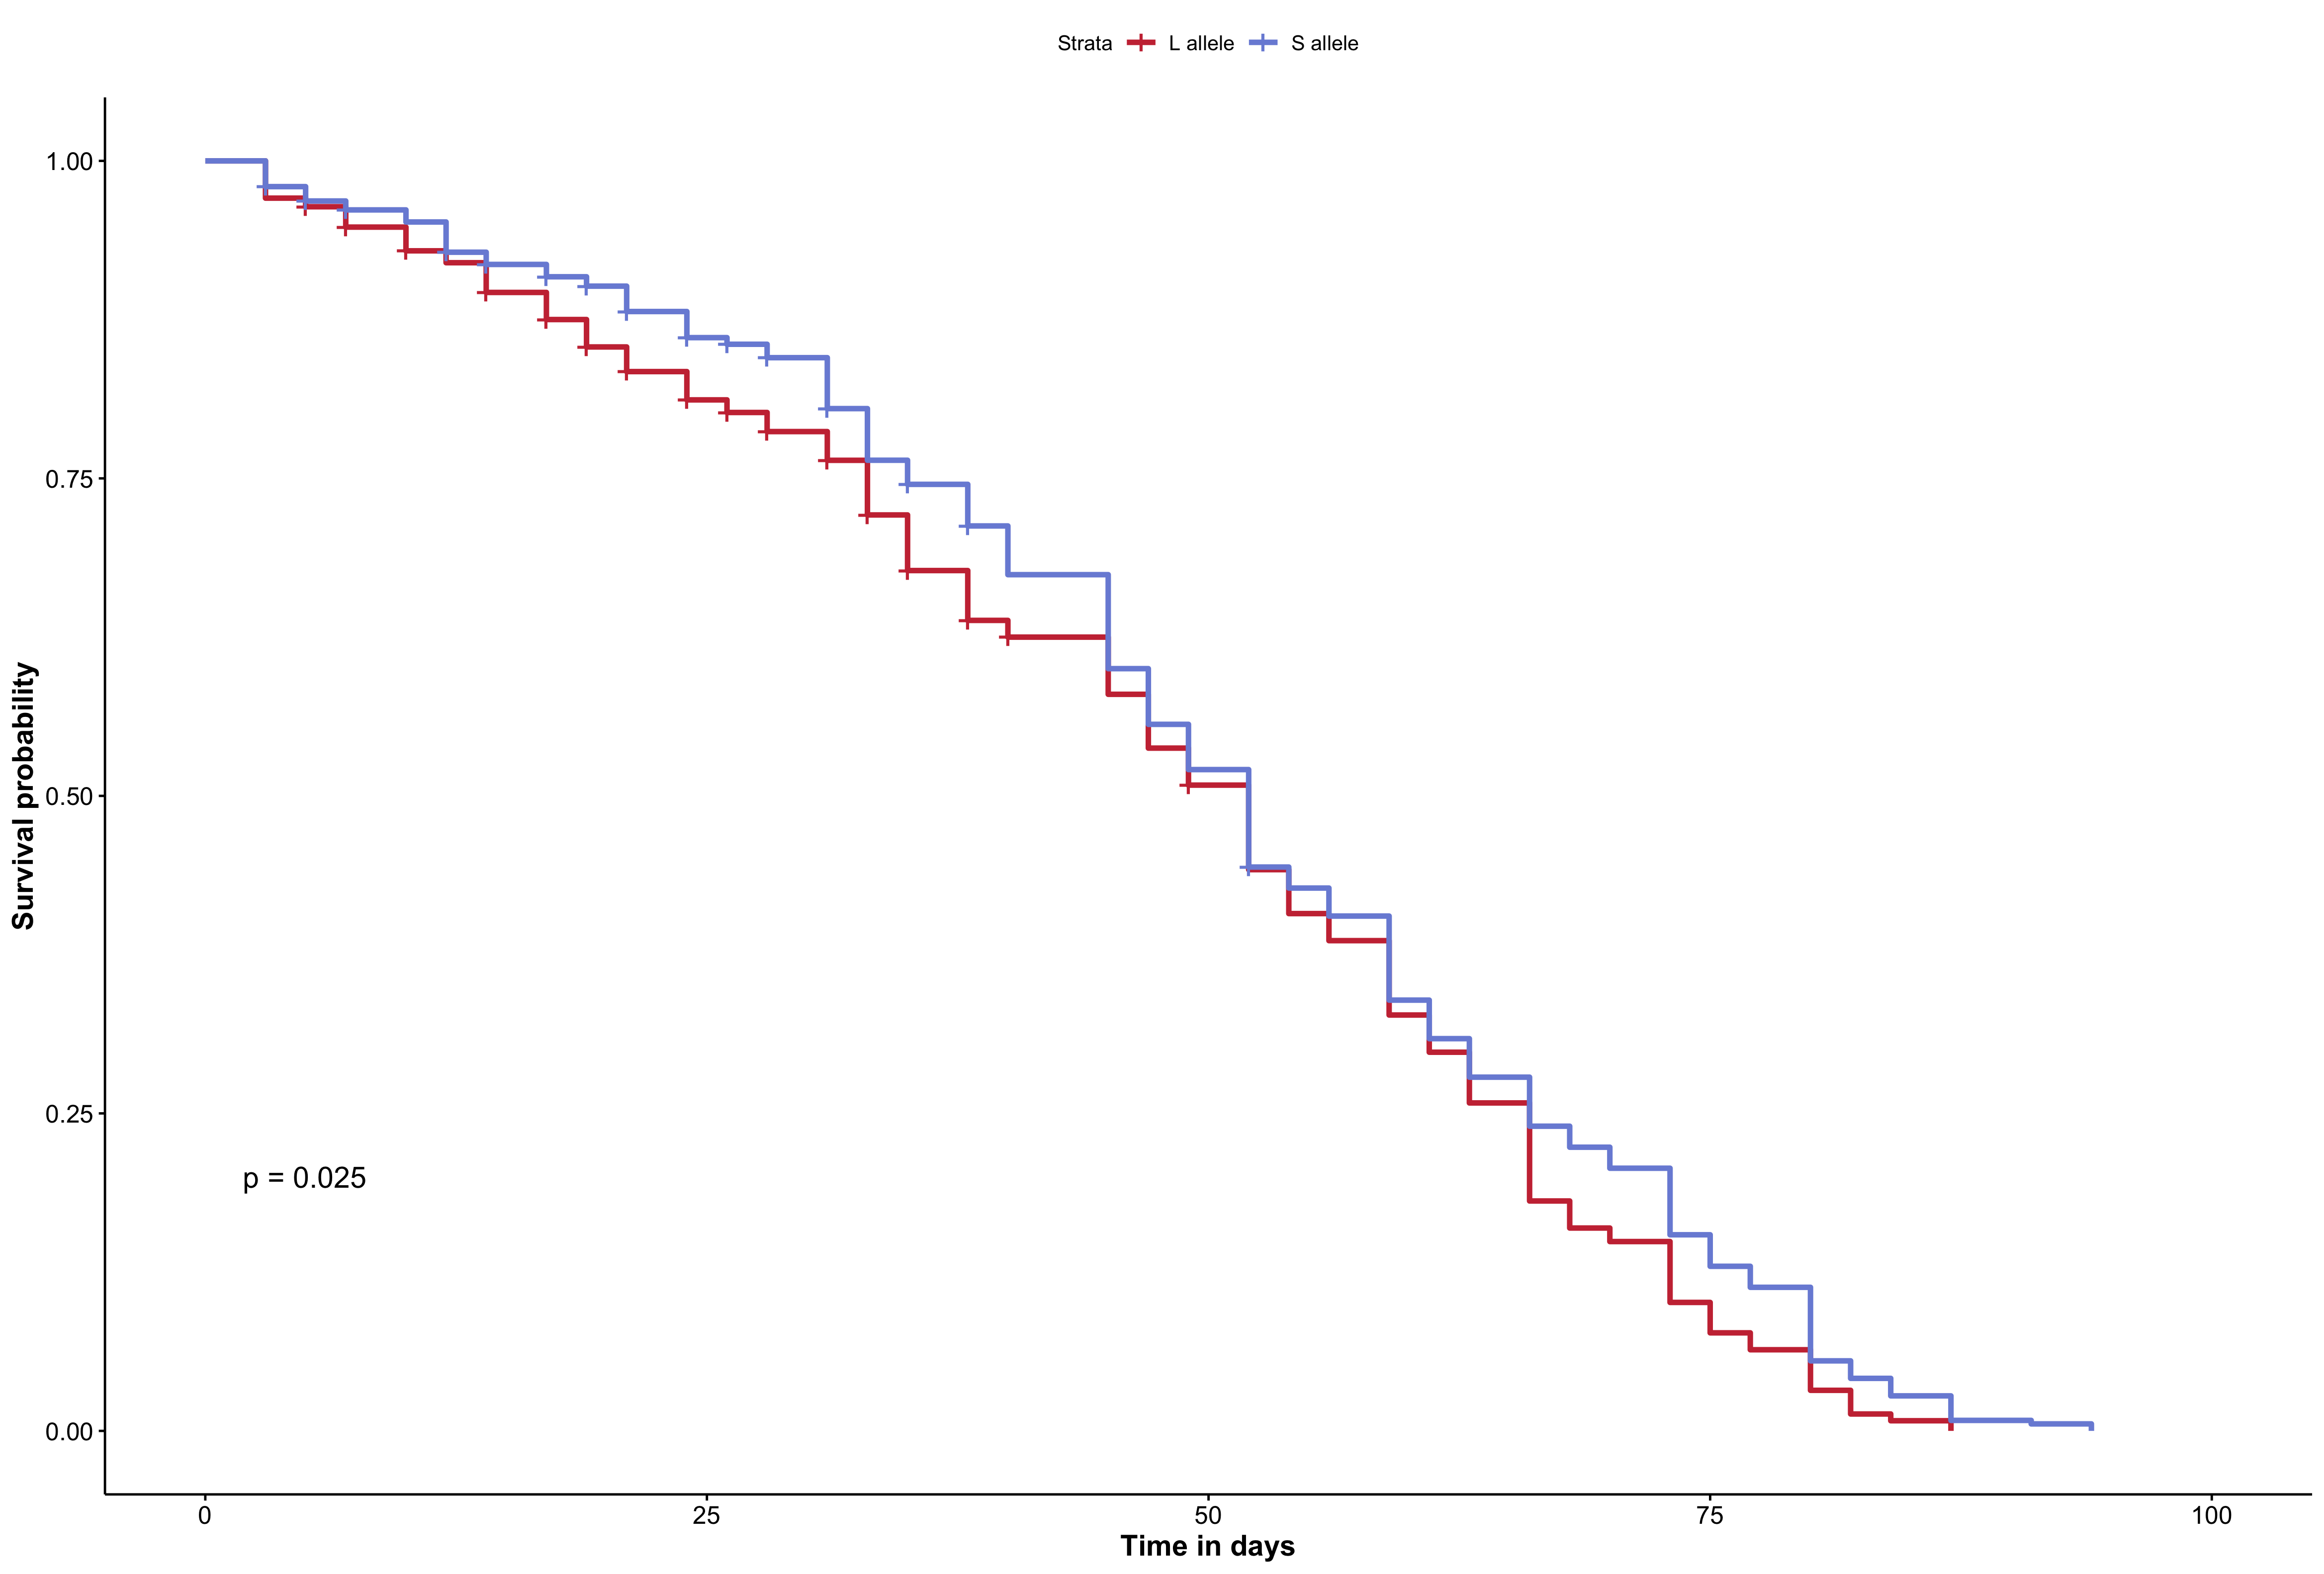 Strata L allele S allele
1.00
0.75
0.50
0.25
0.00
Survival probability
p = 0.025
0 25 50 75 100
Time in days